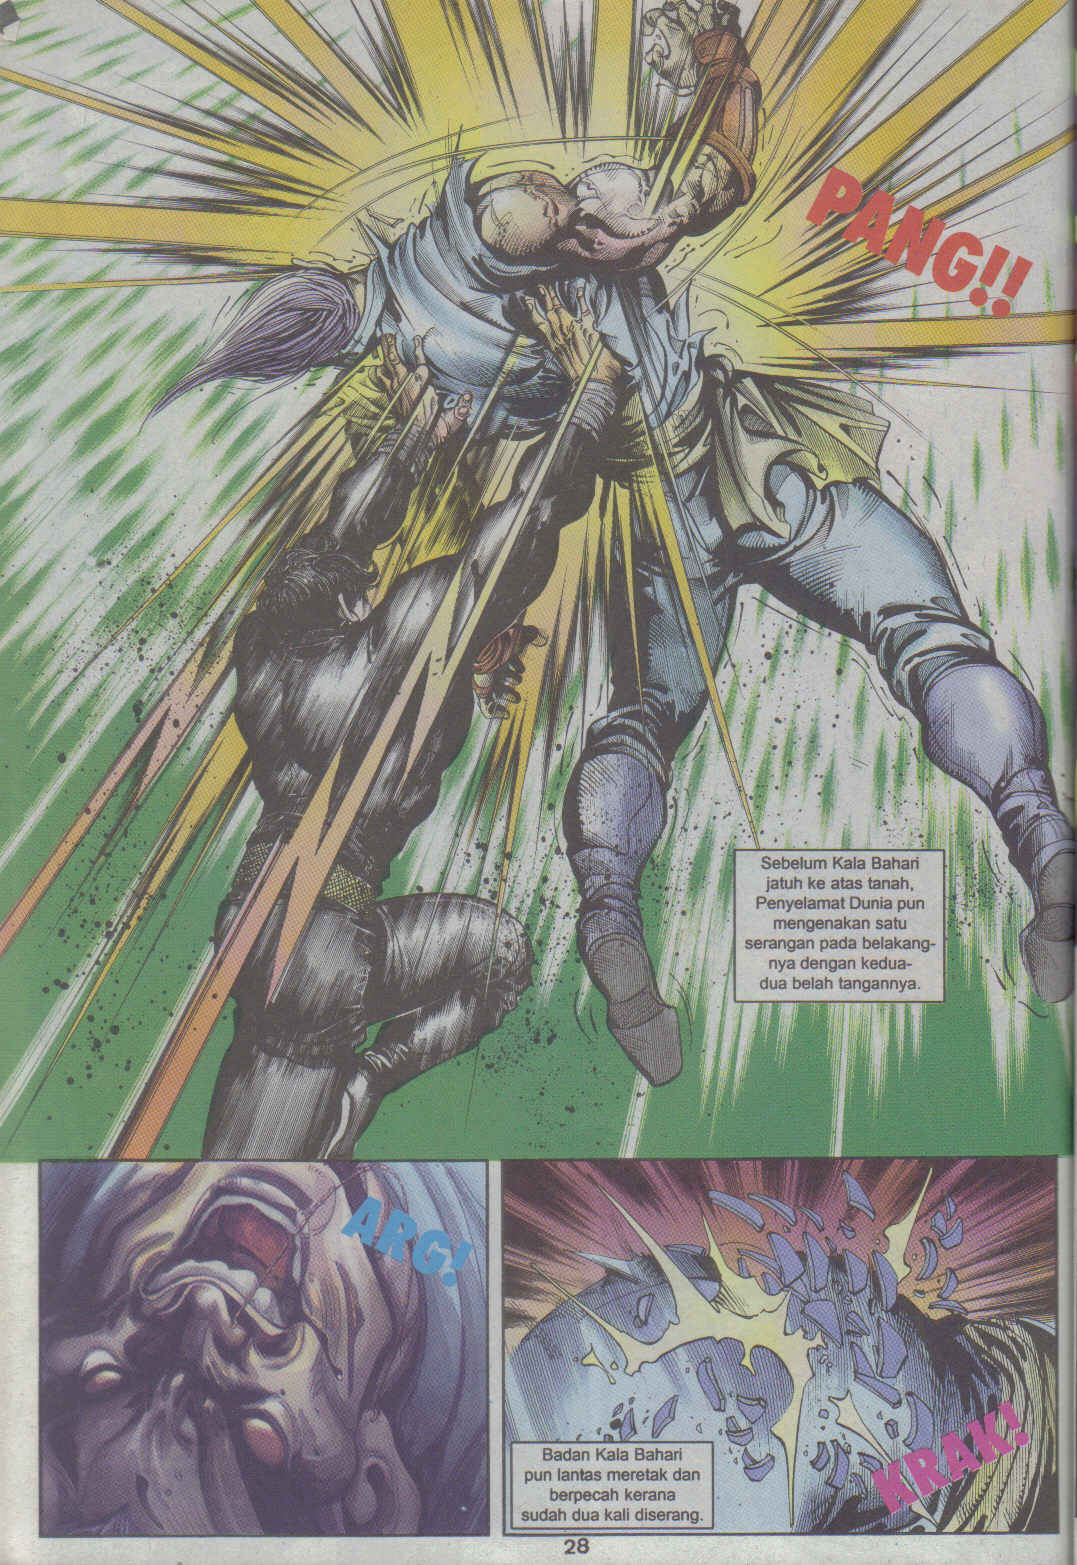 PANG!!
Sebelum Kala Bahari
jatuh ke atas tanah,
Penyelamat Dunia pun
mengenakan satu
serangan pada belakang-
nya dengan kedua-
dua belah tangannya.
ARG!
KRAK!
Badan Kala Bahari
pun lantas meretak dan
berpecah kerana
sudah dua kali diserang.
28